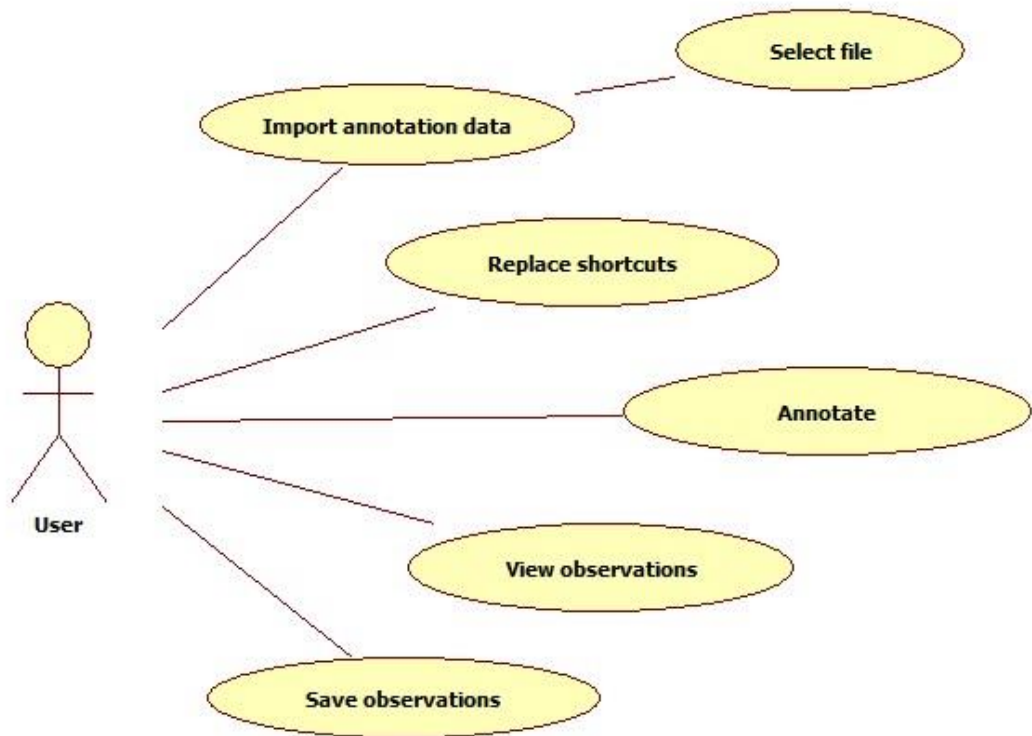 Select file
Import annotation data
Replace shortcuts
Annotate
User
View observations
Save observations